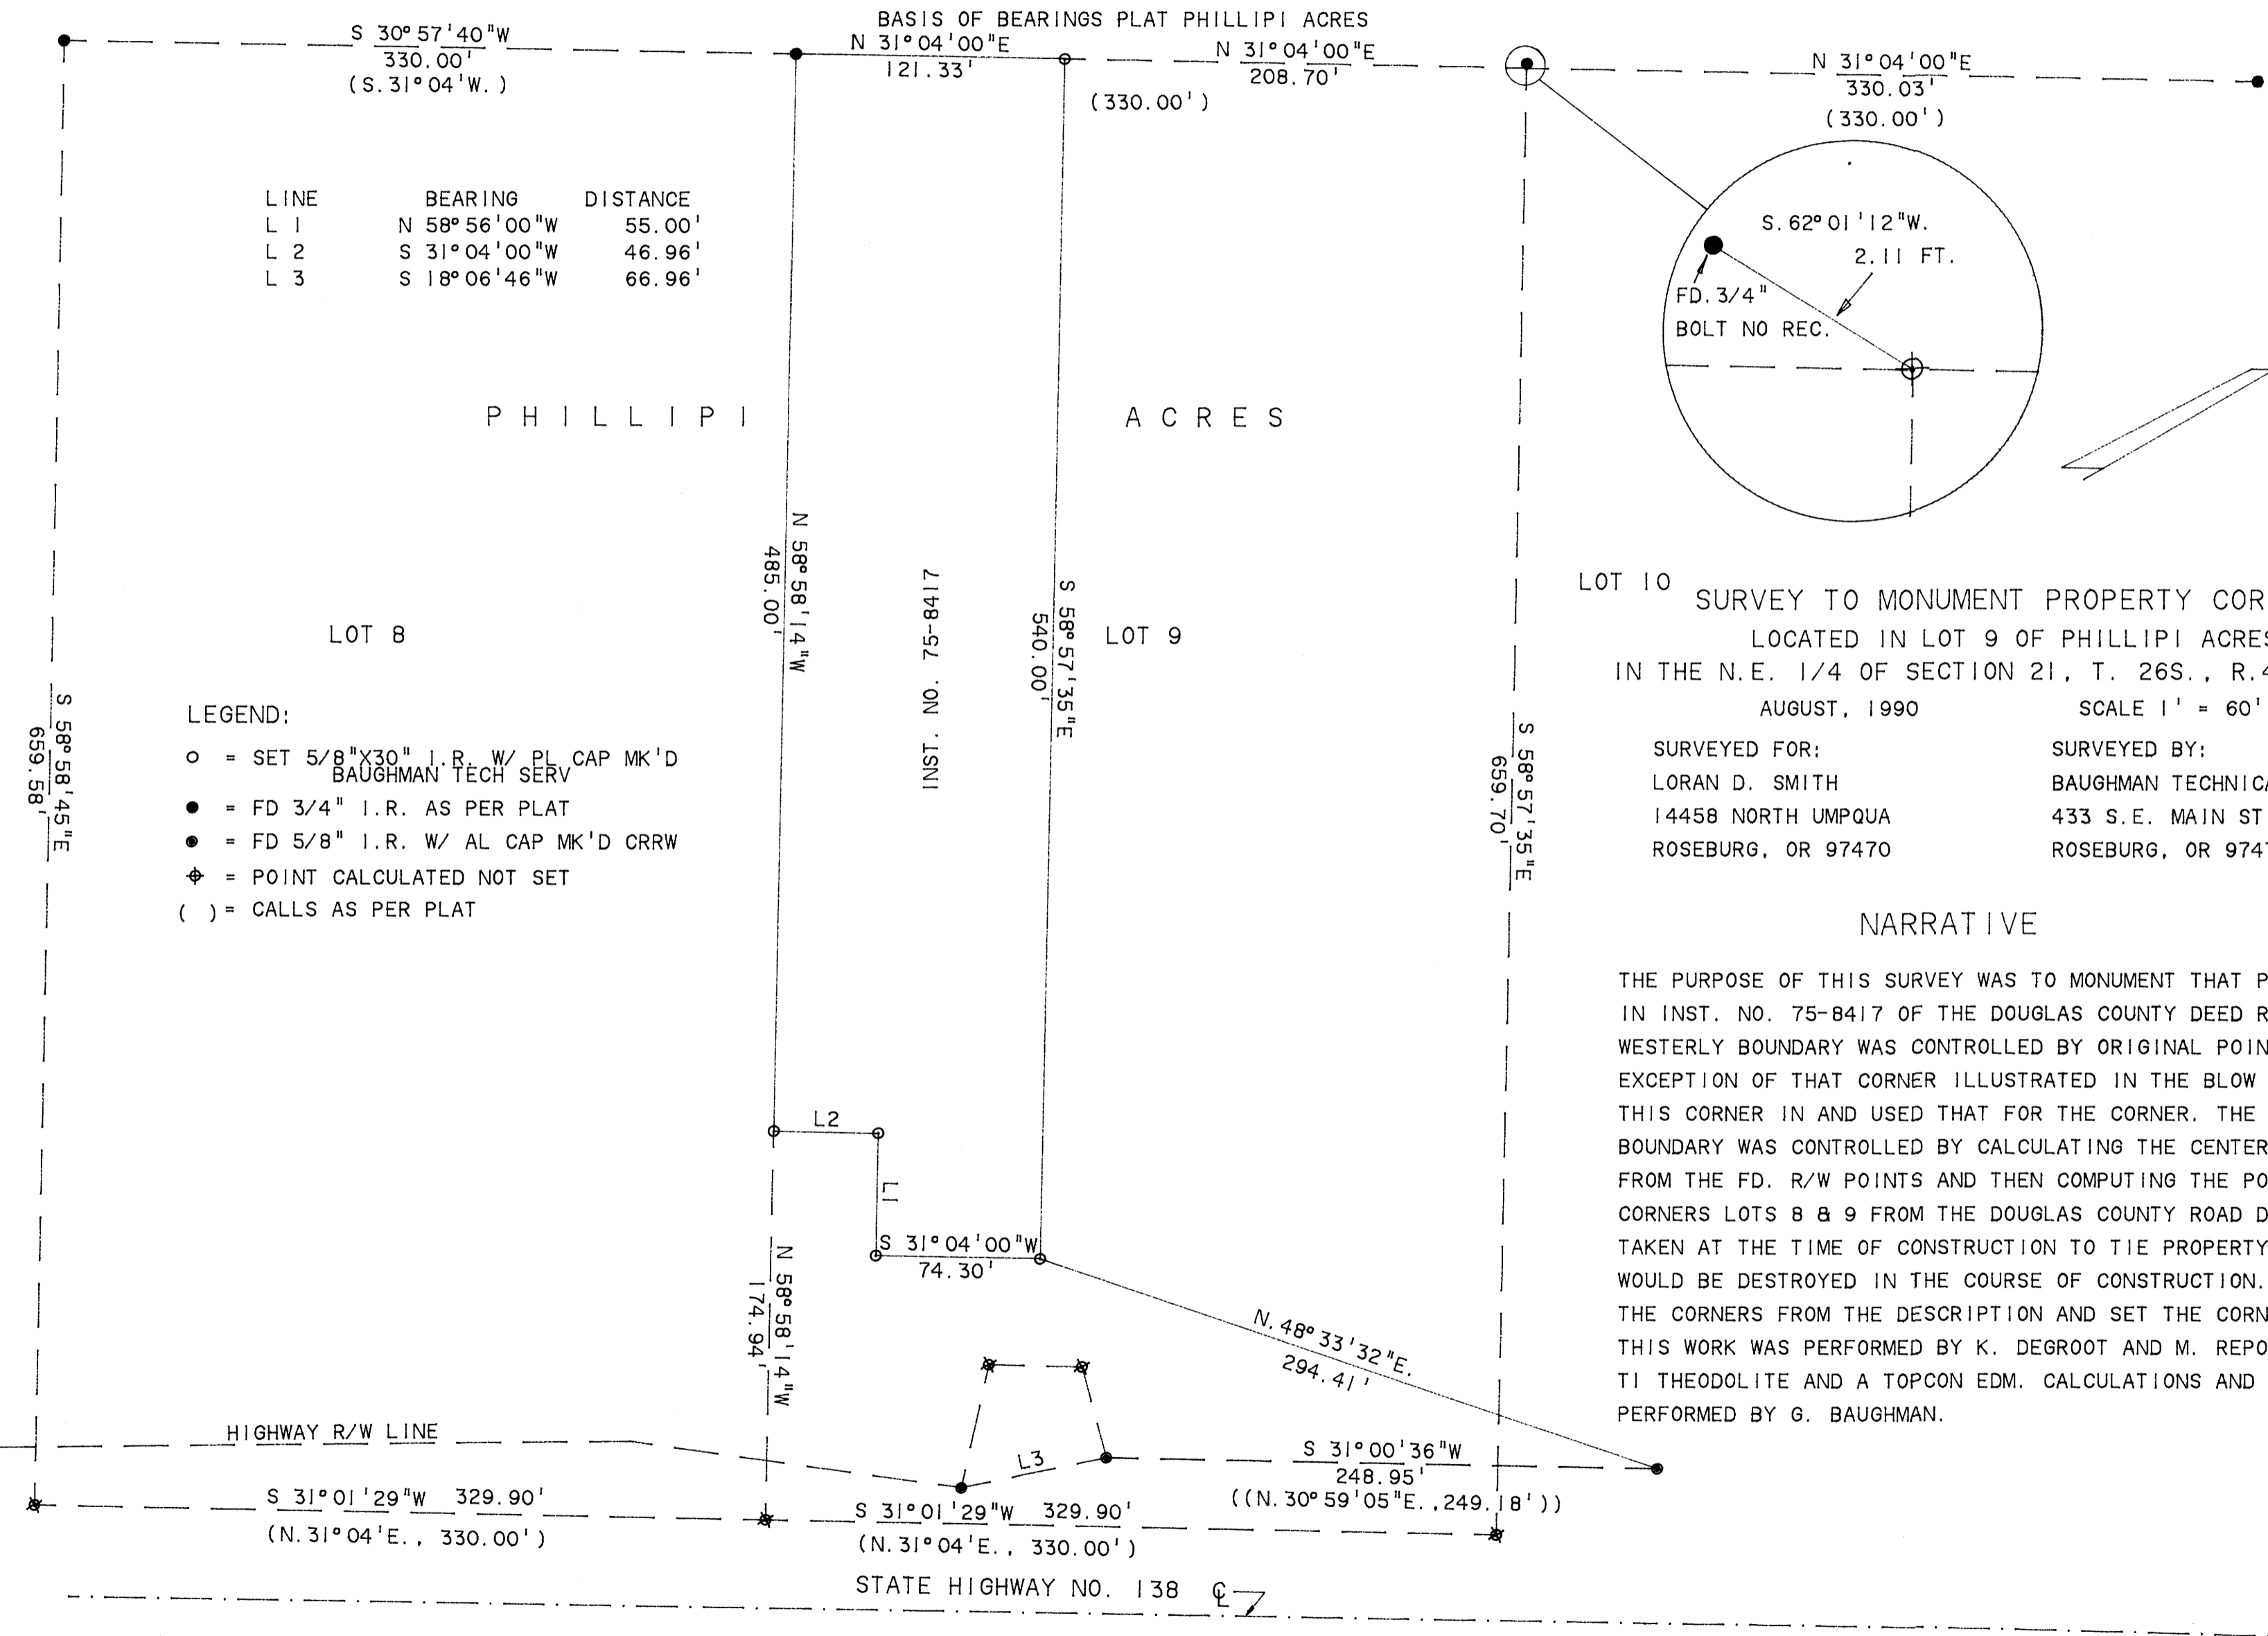 BASIS OF BEARINGS PLAT PHILLIPI ACRES
S 30°57'40"W
330.00'
(S.31°04'W.)
N 31°04'00"E
121.33'
N 31°04'00"E
208.70'
(330.00')
N 31°04'00"E
330.03'
(330.00')
LINE BEARING DISTANCE
L 1 N 58°56'00"W 55.00'
L 2 S 31°04'00"W 46.96'
L 3 S 18°06'46"W 66.96'
S.62°01'12"W.
2.11 FT.
FD.3/4"
BOLT NO REC.
PHILLIPI ACRES
N 58°58'14"W
485.00'
INST. NO. 75-8417
S 58°57'35"E
540.00'
LOT 8
LOT 9
LOT 10
S 58°58'45"E
659.58'
S 58°57'35"E
659.70'
LEGEND:
O = SET 5/8"X30" I.R. W/ PL CAP MK'D
BAUGHMAN TECH SERV
● = FD 3/4" I.R. AS PER PLAT
● = FD 5/8" I.R. W/ AL CAP MK'D CRRW
⌖ = POINT CALCULATED NOT SET
( ) = CALLS AS PER PLAT
SURVEY TO MONUMENT PROPERTY COR
LOCATED IN LOT 9 OF PHILLIPI ACRES
IN THE N.E. 1/4 OF SECTION 21, T. 26S., R.4
AUGUST, 1990 SCALE 1' = 60'
SURVEYED FOR: SURVEYED BY:
LORAN D. SMITH BAUGHMAN TECHNICA
14458 NORTH UMPQUA 433 S.E. MAIN ST
ROSEBURG, OR 97470 ROSEBURG, OR 974
NARRATIVE
THE PURPOSE OF THIS SURVEY WAS TO MONUMENT THAT P
IN INST. NO. 75-8417 OF THE DOUGLAS COUNTY DEED R
WESTERLY BOUNDARY WAS CONTROLLED BY ORIGINAL POIN
EXCEPTION OF THAT CORNER ILLUSTRATED IN THE BLOW
THIS CORNER IN AND USED THAT FOR THE CORNER. THE
BOUNDARY WAS CONTROLLED BY CALCULATING THE CENTER
FROM THE FD. R/W POINTS AND THEN COMPUTING THE PO
CORNERS LOTS 8 & 9 FROM THE DOUGLAS COUNTY ROAD D
TAKEN AT THE TIME OF CONSTRUCTION TO TIE PROPERTY
WOULD BE DESTROYED IN THE COURSE OF CONSTRUCTION.
THE CORNERS FROM THE DESCRIPTION AND SET THE CORN
THIS WORK WAS PERFORMED BY K. DEGROOT AND M. REPO
T1 THEODOLITE AND A TOPCON EDM. CALCULATIONS AND
PERFORMED BY G. BAUGHMAN.
L2
L1
S 31°04'00"W
74.30'
N 58°58'14"W
174.94'
N.48°33'32"E.
294.41'
HIGHWAY R/W LINE
L3
S 31°00'36"W
248.95'
((N.30°59'05"E.,249.18'))
S 31°01'29"W 329.90'
(N.31°04'E., 330.00')
S 31°01'29"W 329.90'
(N.31°04'E., 330.00')
STATE HIGHWAY NO. 138 ℄